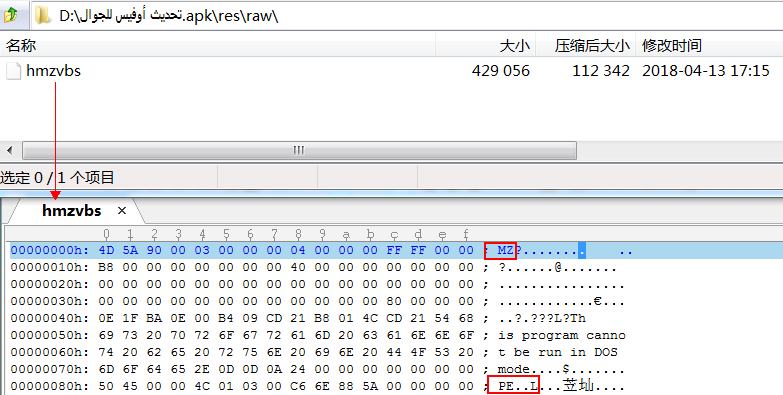 D:\تحديث أوفيس للجوال.apk\res\raw\
名称 大小 压缩后大小 修改时间
hmzvbs 429 056 112 342 2018-04-13 17:15
选定 0 / 1 个项目
hmzvbs ×
0 1 2 3 4 5 6 7 8 9 a b c d e f
00000000h: 4D 5A 90 00 03 00 00 00 04 00 00 00 FF FF 00 00 ; MZ?........ ..
00000010h: B8 00 00 00 00 00 00 00 40 00 00 00 00 00 00 00 ; ?......@.......
00000020h: 00 00 00 00 00 00 00 00 00 00 00 00 00 00 00 00 ; ................
00000030h: 00 00 00 00 00 00 00 00 00 00 00 00 80 00 00 00 ; ............€...
00000040h: 0E 1F BA 0E 00 B4 09 CD 21 B8 01 4C CD 21 54 68 ; ..?.???L?Th
00000050h: 69 73 20 70 72 6F 67 72 61 6D 20 63 61 6E 6E 6F ; is program canno
00000060h: 74 20 62 65 20 72 75 6E 20 69 6E 20 44 4F 53 20 ; t be run in DOS
00000070h: 6D 6F 64 65 2E 0D 0D 0A 24 00 00 00 00 00 00 00 ; mode....$.......
00000080h: 50 45 00 00 4C 01 03 00 C6 6E 88 5A 00 00 00 00 ; PE..L...苙圸....